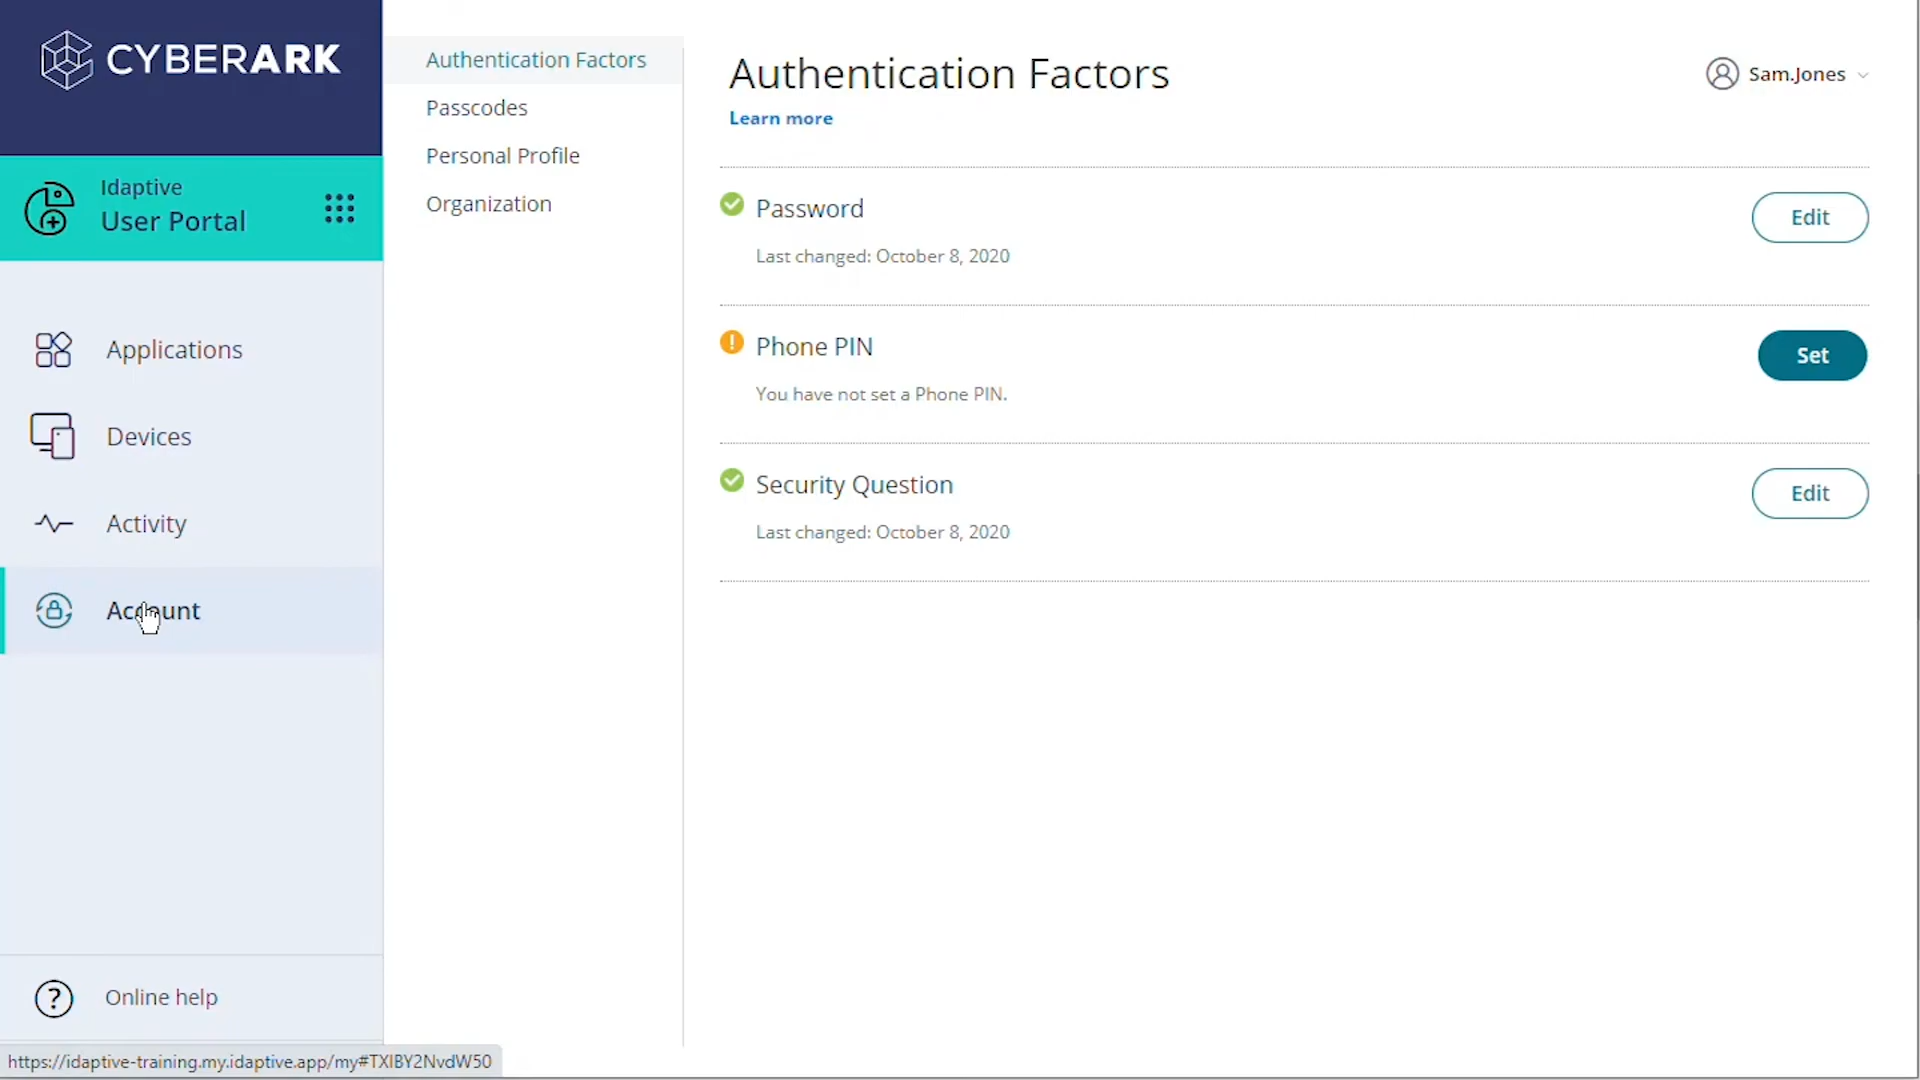 CYBERARK
Idaptive
User Portal
Applications
Devices
Activity
Account
Online help
https://idaptive-training.my.idaptive.app/my#TXlBY2NvdW50
Authentication Factors
Passcodes
Personal Profile
Organization
Authentication Factors
Learn more
Sam.Jones
Password
Last changed: October 8, 2020
Edit
Phone PIN
You have not set a Phone PIN.
Set
Security Question
Last changed: October 8, 2020
Edit